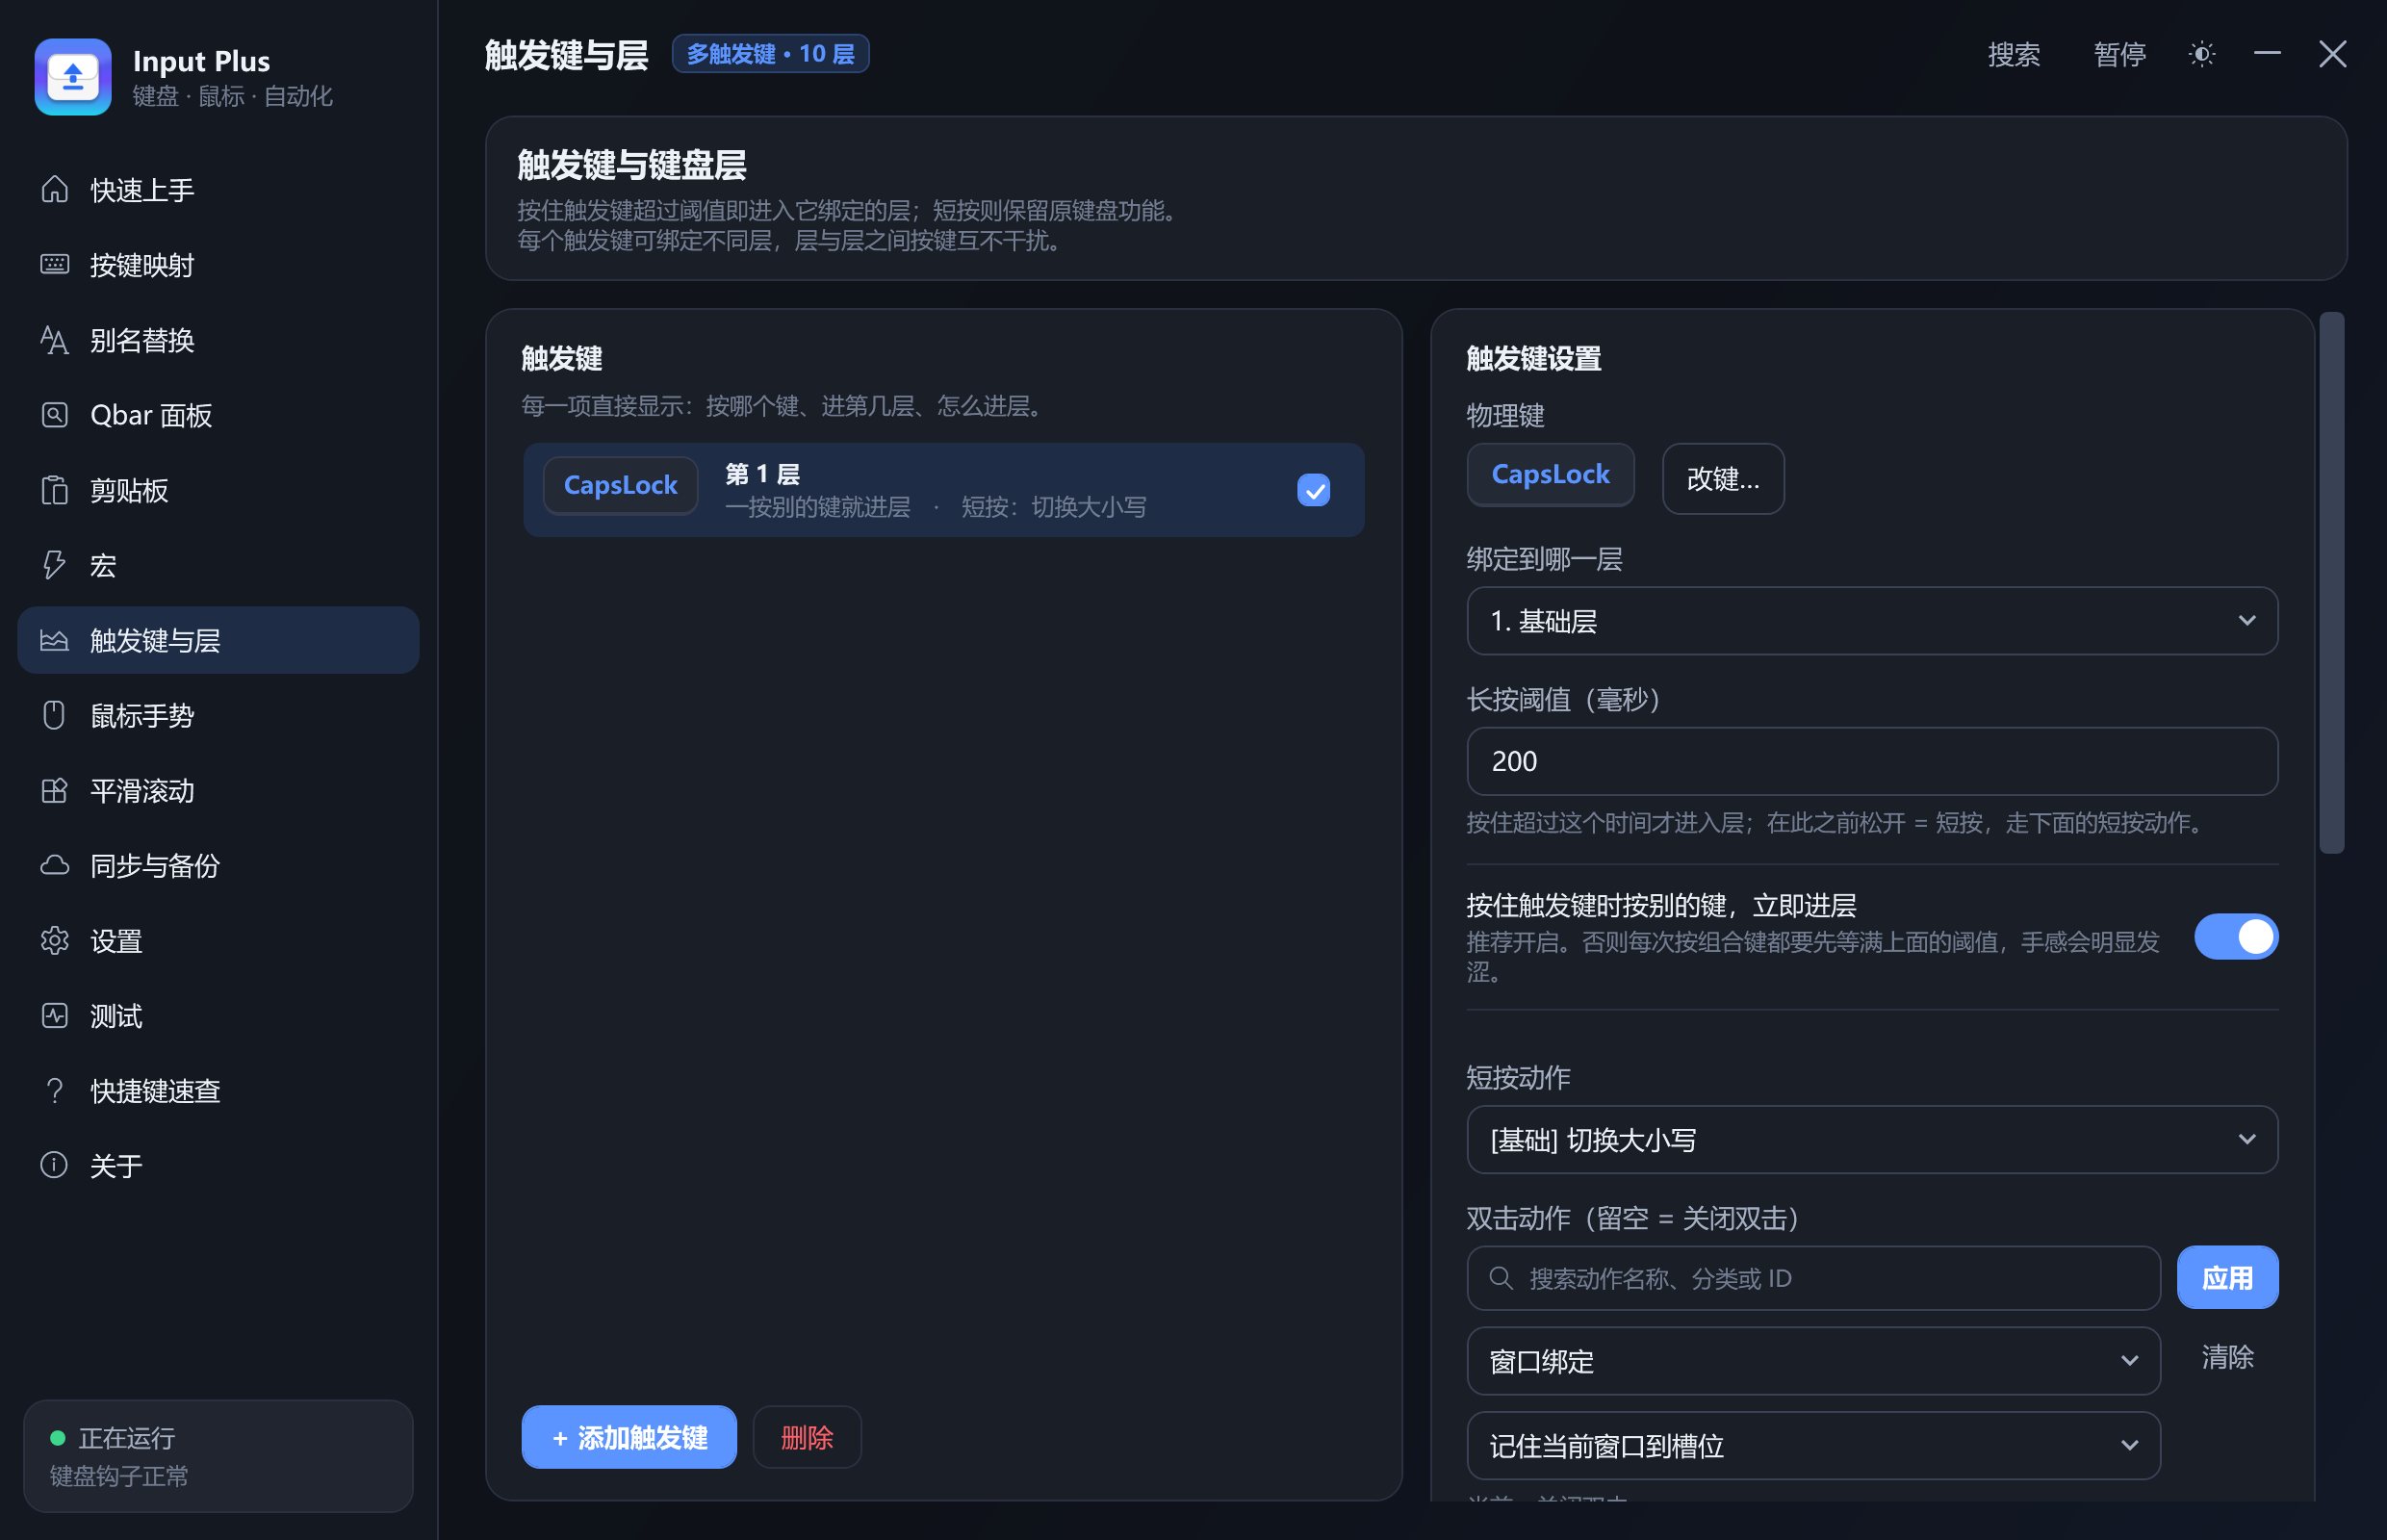 Input Plus
键盘 · 鼠标 · 自动化
快速上手
按键映射
别名替换
Qbar 面板
剪贴板
宏
触发键与层
鼠标手势
平滑滚动
同步与备份
设置
测试
快捷键速查
关于
正在运行
键盘钩子正常
触发键与层
多触发键 • 10 层
搜索
暂停
触发键与键盘层
按住触发键超过阈值即进入它绑定的层；短按则保留原键盘功能。
每个触发键可绑定不同层，层与层之间按键互不干扰。
触发键
每一项直接显示：按哪个键、进第几层、怎么进层。
CapsLock
第 1 层
一按别的键就进层 · 短按：切换大小写
+ 添加触发键
删除
触发键设置
物理键
CapsLock
改键...
绑定到哪一层
1. 基础层
长按阈值（毫秒）
200
按住超过这个时间才进入层；在此之前松开 = 短按，走下面的短按动作。
按住触发键时按别的键，立即进层
推荐开启。否则每次按组合键都要先等满上面的阈值，手感会明显发
涩。
短按动作
[基础] 切换大小写
双击动作（留空 = 关闭双击）
搜索动作名称、分类或 ID
应用
窗口绑定
清除
记住当前窗口到槽位